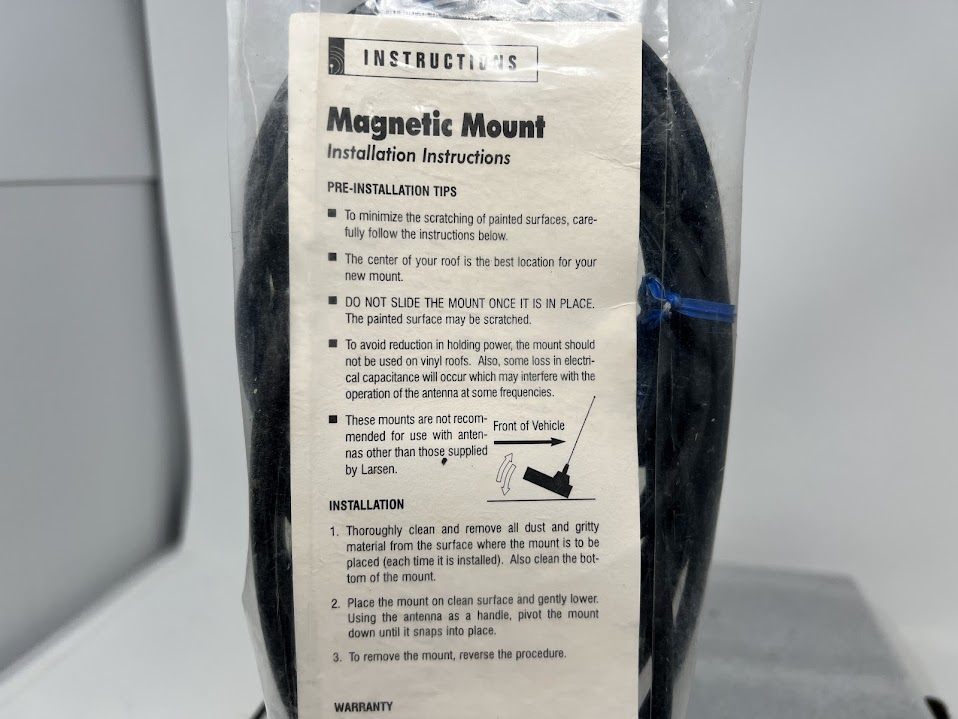 INSTRUCTIONS
Magnetic Mount
Installation Instructions
PRE-INSTALLATION TIPS
■ To minimize the scratching of painted surfaces, care-
fully follow the instructions below.
■ The center of your roof is the best location for your
new mount.
■ DO NOT SLIDE THE MOUNT ONCE IT IS IN PLACE.
The painted surface may be scratched.
■ To avoid reduction in holding power, the mount should
not be used on vinyl roofs. Also, some loss in electri-
cal capacitance will occur which may interfere with the
operation of the antenna at some frequencies.
■ These mounts are not recom-
mended for use with anten-
nas other than those supplied
by Larsen.
Front of Vehicle
INSTALLATION
1. Thoroughly clean and remove all dust and gritty
material from the surface where the mount is to be
placed (each time it is installed). Also clean the bot-
tom of the mount.
2. Place the mount on clean surface and gently lower.
Using the antenna as a handle, pivot the mount
down until it snaps into place.
3. To remove the mount, reverse the procedure.
WARRANTY